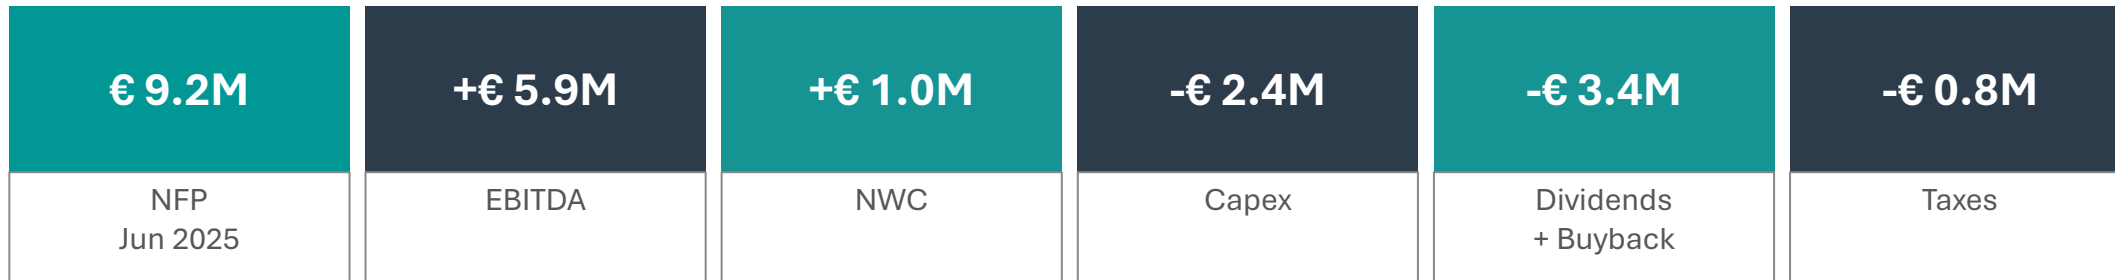 € 9.2M
NFP
Jun 2025
+€ 5.9M
EBITDA
+€ 1.0M
NWC
-€ 2.4M
Capex
-€ 3.4M
Dividends
+ Buyback
-€ 0.8M
Taxes